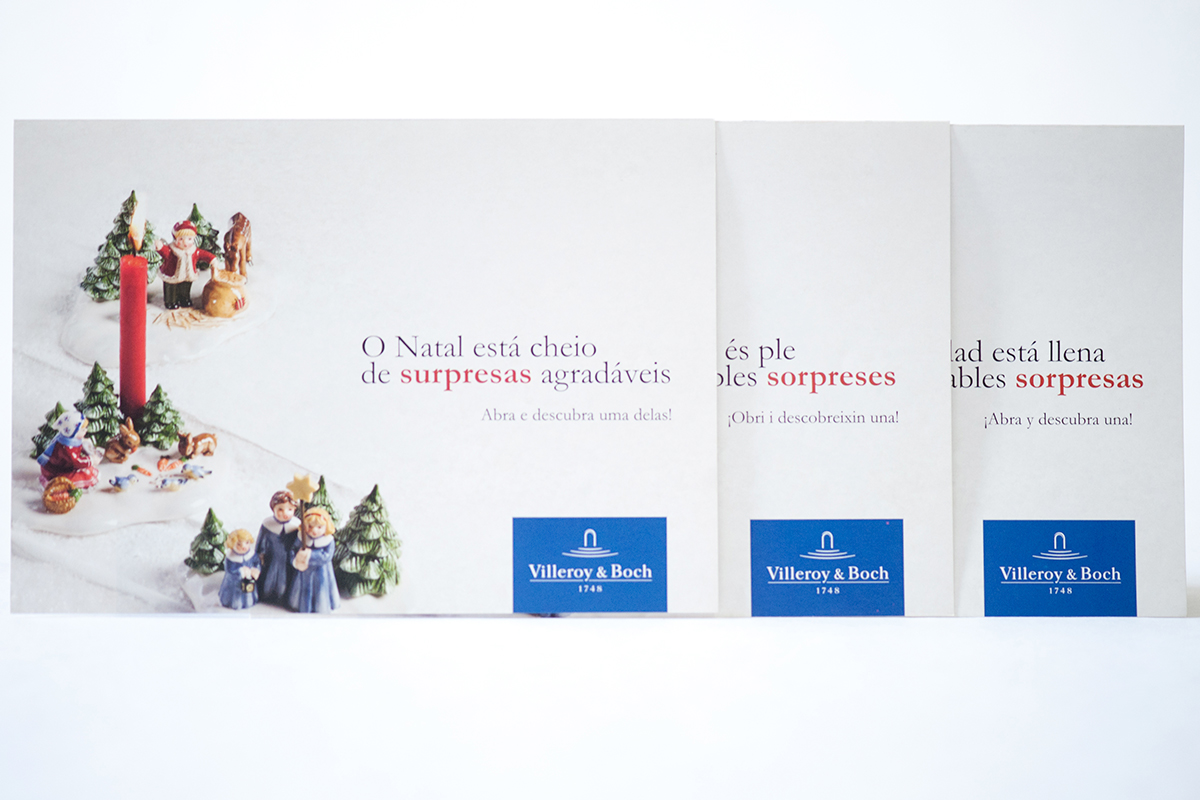 O Natal está cheio
de surpresas agradáveis
Abra e descubra uma delas!
Villeroy & Boch
1748
és ple
bles sorpreses
¡Obri i descobreixin una!
Villeroy & Boch
1748
dad está llena
ables sorpresas
¡Abra y descubra una!
Villeroy & Boch
1748